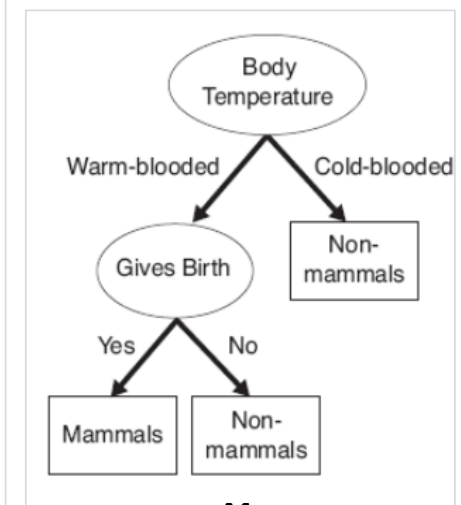 Body
Temperature
Warm-blooded
Cold-blooded
Gives Birth
Non-
mammals
Yes
No
Mammals
Non-
mammals